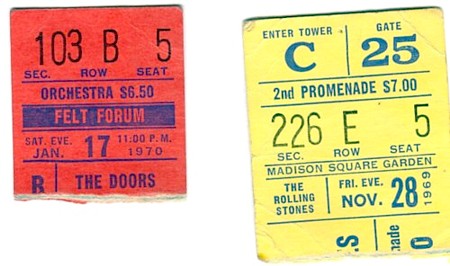 103 B 5
SEC. ROW SEAT
ORCHESTRA $6.50
FELT FORUM
SAT. EVE. 11:00 P.M.
JAN. 17 1970
R THE DOORS
ENTER TOWER GATE
C 25
2nd PROMENADE $7.00
226 E 5
SEC. ROW SEAT
MADISON SQUARE GARDEN
THE ROLLING STONES
FRI. EVE.
NOV. 28 1969